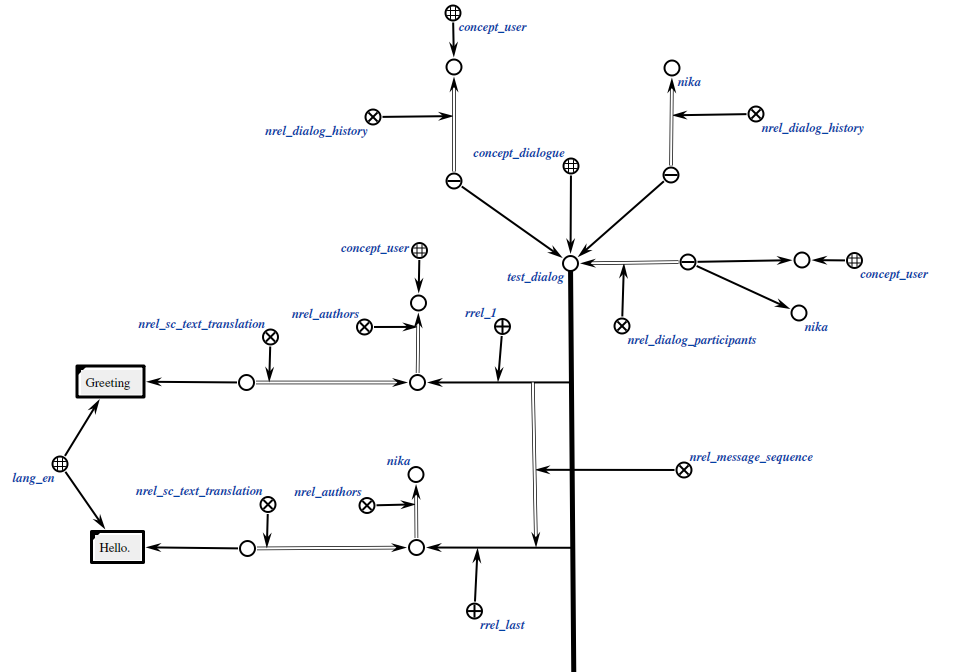 concept_user
nika
nrel_dialog_history
nrel_dialog_history
concept_dialogue
concept_user
test_dialog
concept_user
nrel_sc_text_translation
nrel_authors
rrel_1
nika
nrel_dialog_participants
Greeting
nika
nrel_message_sequence
lang_en
nrel_sc_text_translation
nrel_authors
Hello.
rrel_last